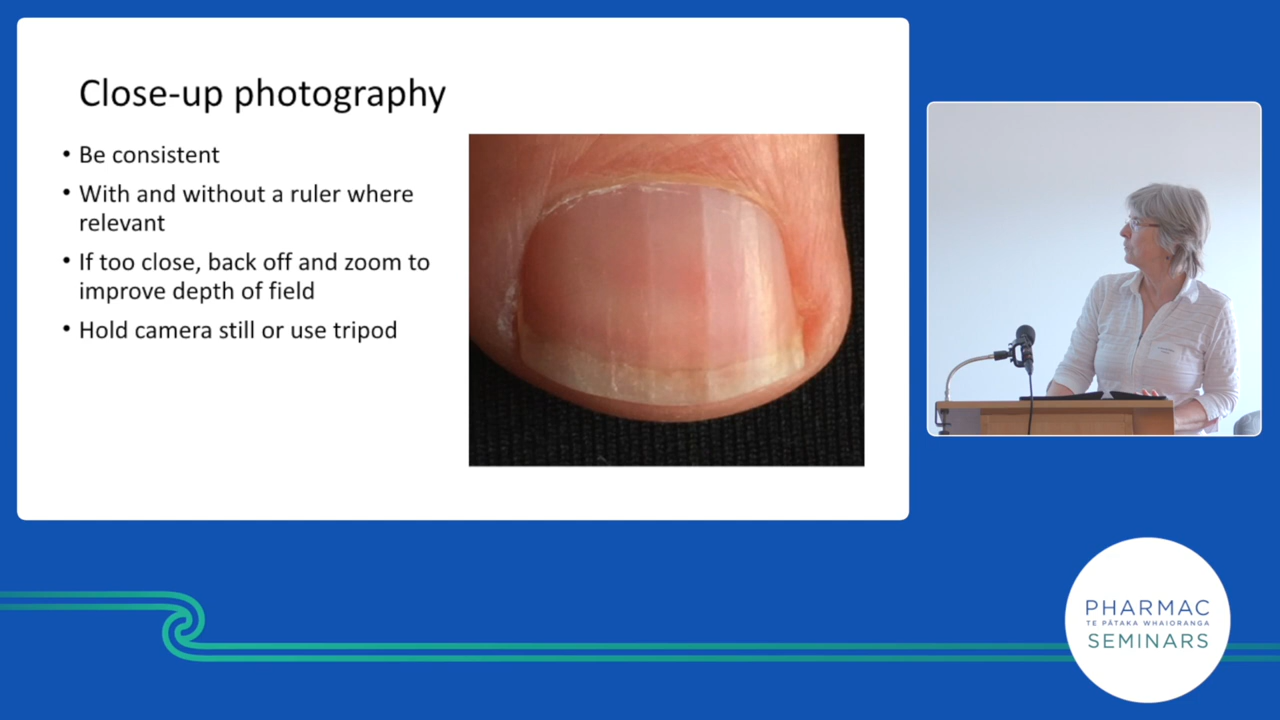 Close-up photography
• Be consistent
• With and without a ruler where
relevant
• If too close, back off and zoom to
improve depth of field
• Hold camera still or use tripod
PHARMAC
TE PĀTAKA WHAIORANGA
SEMINARS